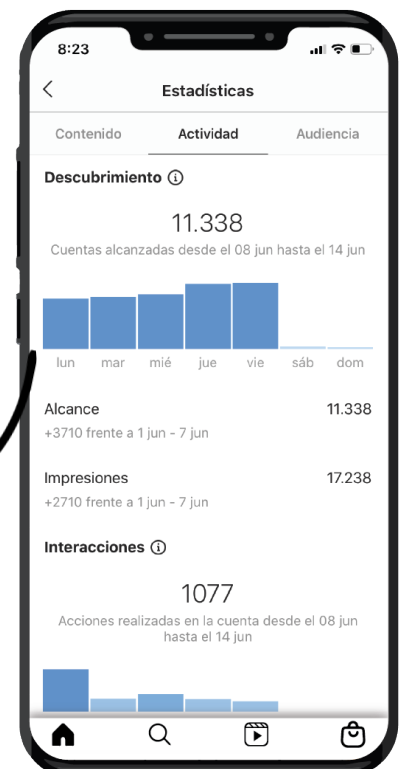 8:23
Estadísticas
Contenido Actividad Audiencia
Descubrimiento
11.338
Cuentas alcanzadas desde el 08 jun hasta el 14 jun
lun mar mié jue vie sáb dom
Alcance 11.338
+3710 frente a 1 jun - 7 jun
Impresiones 17.238
+2710 frente a 1 jun - 7 jun
Interacciones
1077
Acciones realizadas en la cuenta desde el 08 jun
hasta el 14 jun